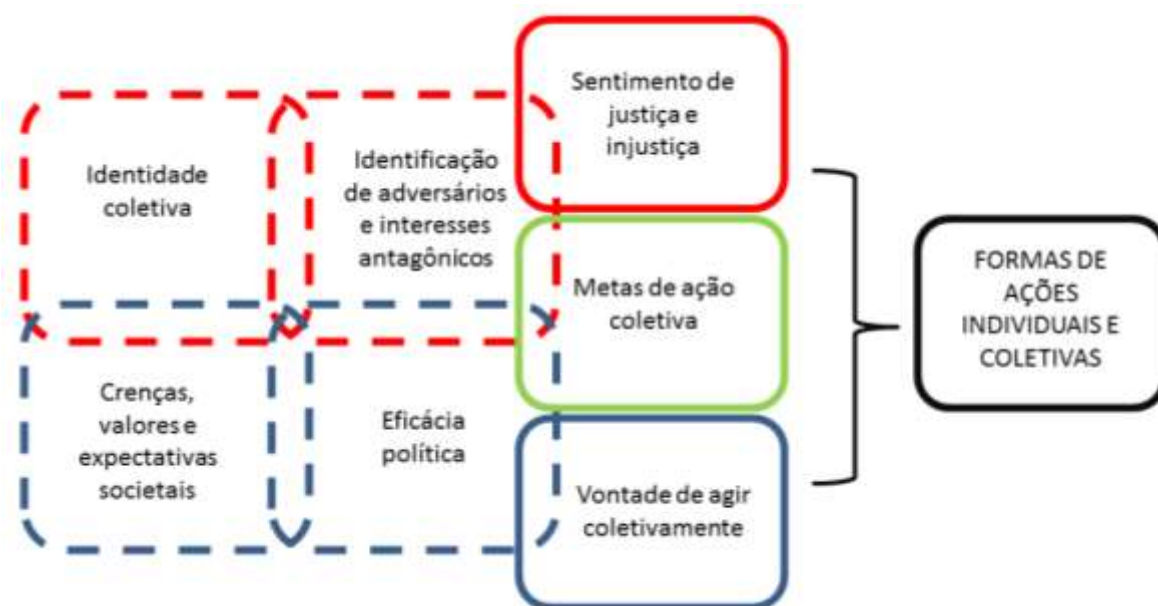 Identidade
coletiva
Identificação
de adversários
e interesses
antagônicos
Sentimento de
justiça e
injustiça
Crenças,
valores e
expectativas
societais
Eficácia
política
Metas de ação
coletiva
Vontade de agir
coletivamente
FORMAS DE
AÇÕES
INDIVIDUAIS E
COLETIVAS